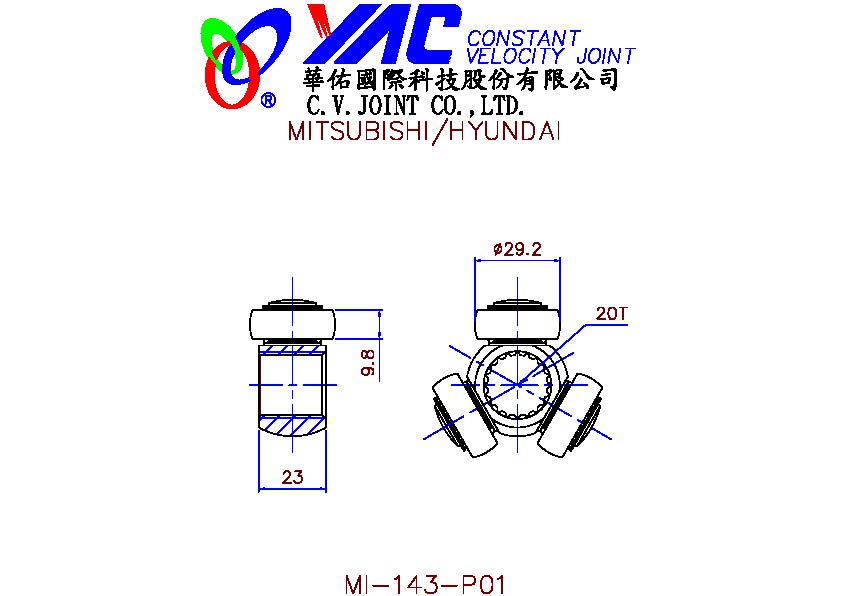 YAC CONSTANT
VELOCITY JOINT
®
華佑國際科技股份有限公司
C.V.JOINT CO.,LTD.
MITSUBISHI/HYUNDAI
ø29.2
20T
9.8
23
MI-143-P01